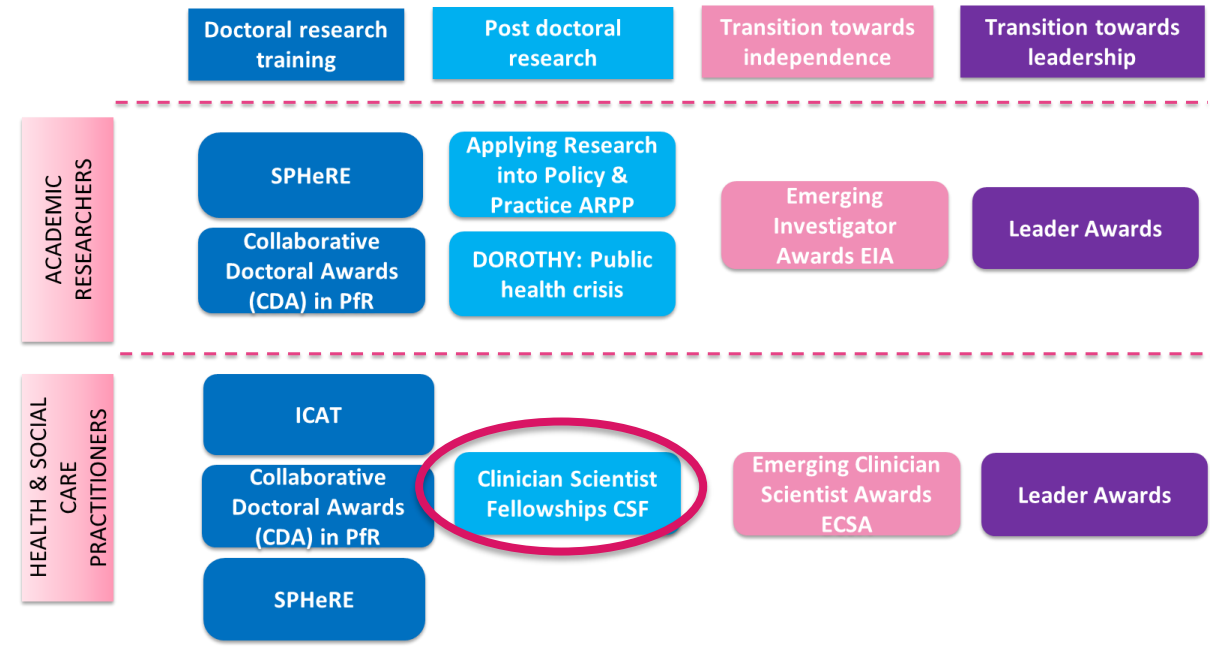 Doctoral research
training
Post doctoral
research
Transition towards
independence
Transition towards
leadership
ACADEMIC
RESEARCHERS
SPHeRE
Collaborative
Doctoral Awards
(CDA) in PfR
Applying Research
into Policy &
Practice ARPP
DOROTHY: Public
health crisis
Emerging
Investigator
Awards EIA
Leader Awards
HEALTH & SOCIAL
CARE
PRACTITIONERS
ICAT
Collaborative
Doctoral Awards
(CDA) in PfR
SPHeRE
Clinician Scientist
Fellowships CSF
Emerging Clinician
Scientist Awards
ECSA
Leader Awards